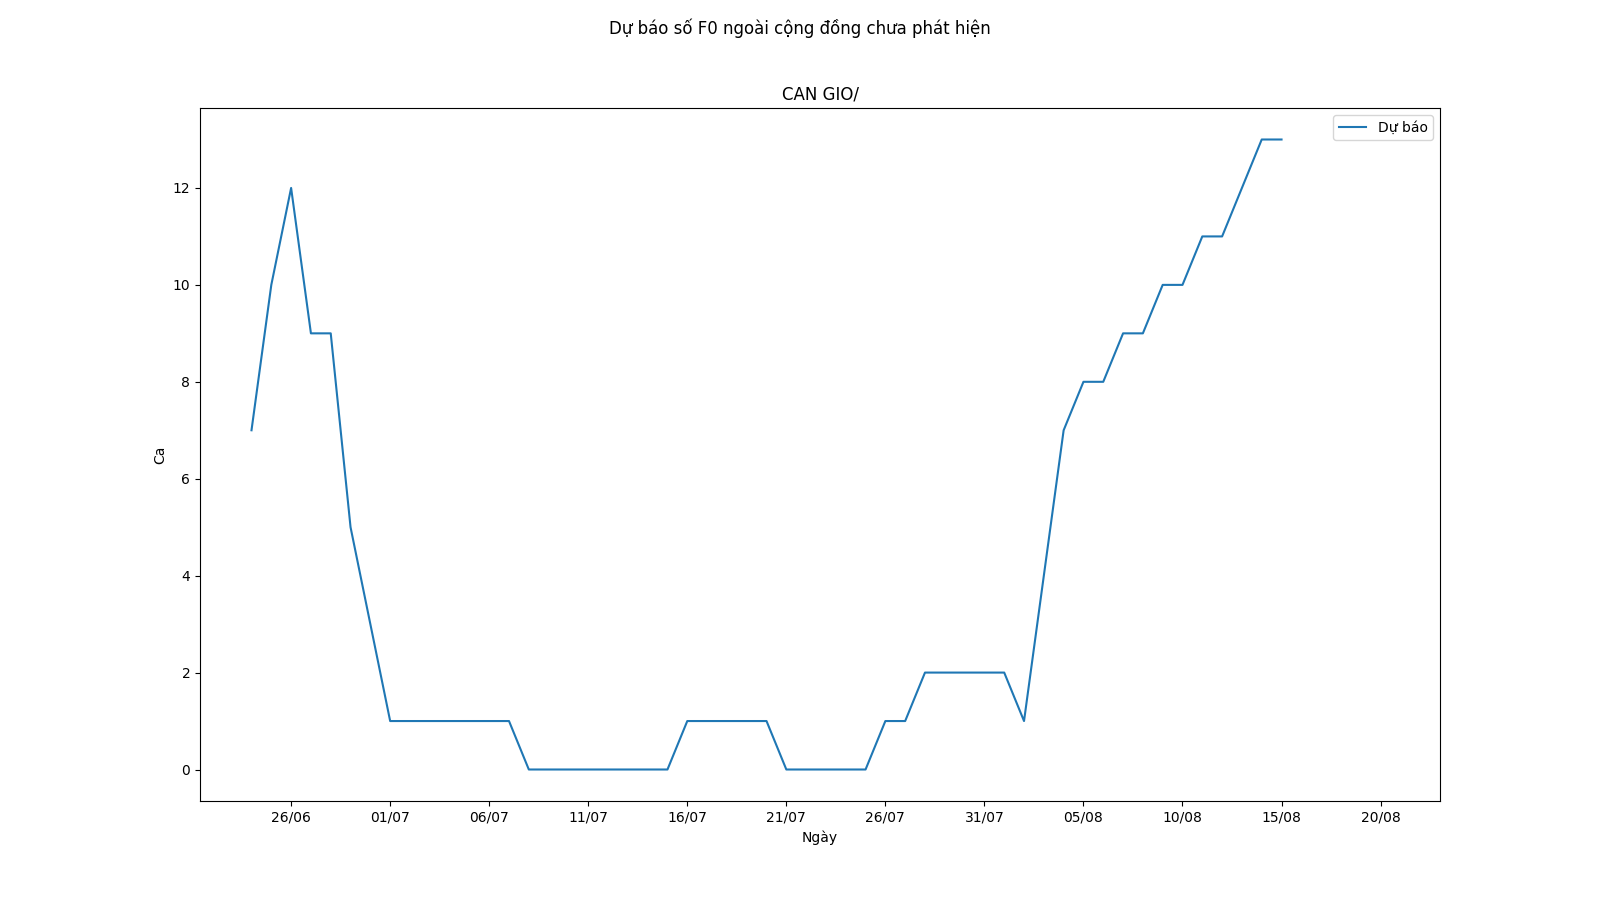 Dự báo số F0 ngoài cộng đồng chưa phát hiện
CAN GIO/
Dự báo
12
10
8
6
4
2
0
Ca
26/06 01/07 06/07 11/07 16/07 21/07 26/07 31/07 05/08 10/08 15/08 20/08
Ngày